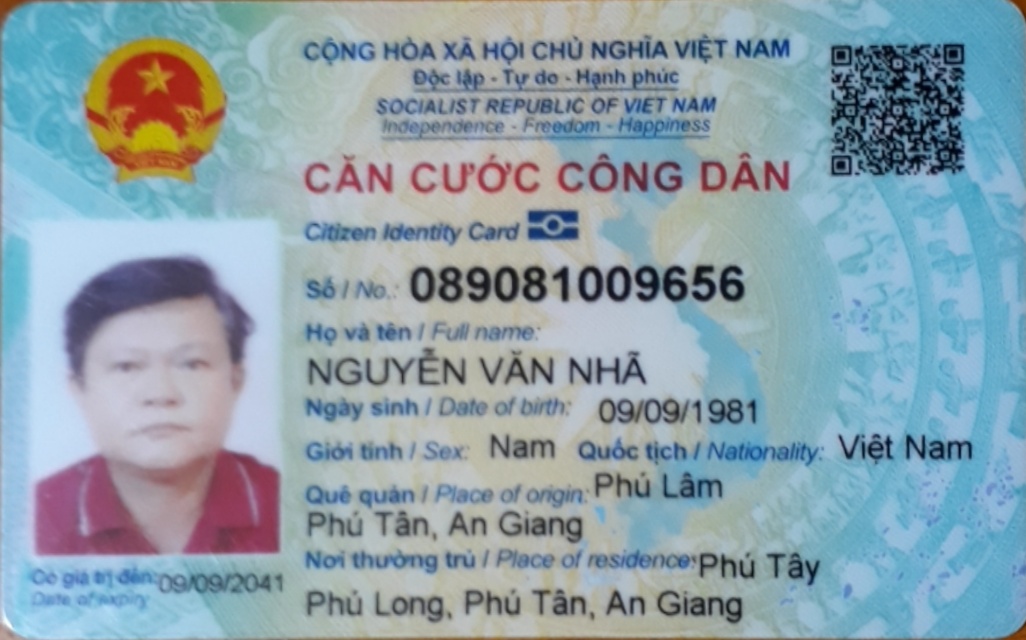 CỘNG HÒA XÃ HỘI CHỦ NGHĨA VIỆT NAM
Độc lập - Tự do - Hạnh phúc
SOCIALIST REPUBLIC OF VIET NAM
Independence - Freedom - Happiness
CĂN CƯỚC CÔNG DÂN
Citizen Identity Card
Số / No.: 089081009656
Họ và tên / Full name:
NGUYỄN VĂN NHÃ
Ngày sinh / Date of birth: 09/09/1981
Giới tính / Sex: Nam Quốc tịch / Nationality: Việt Nam
Quê quán / Place of origin: Phú Lâm
Phú Tân, An Giang
Nơi thường trú / Place of residence: Phú Tây
Phú Long, Phú Tân, An Giang
Có giá trị đến: 09/09/2041
Date of expiry